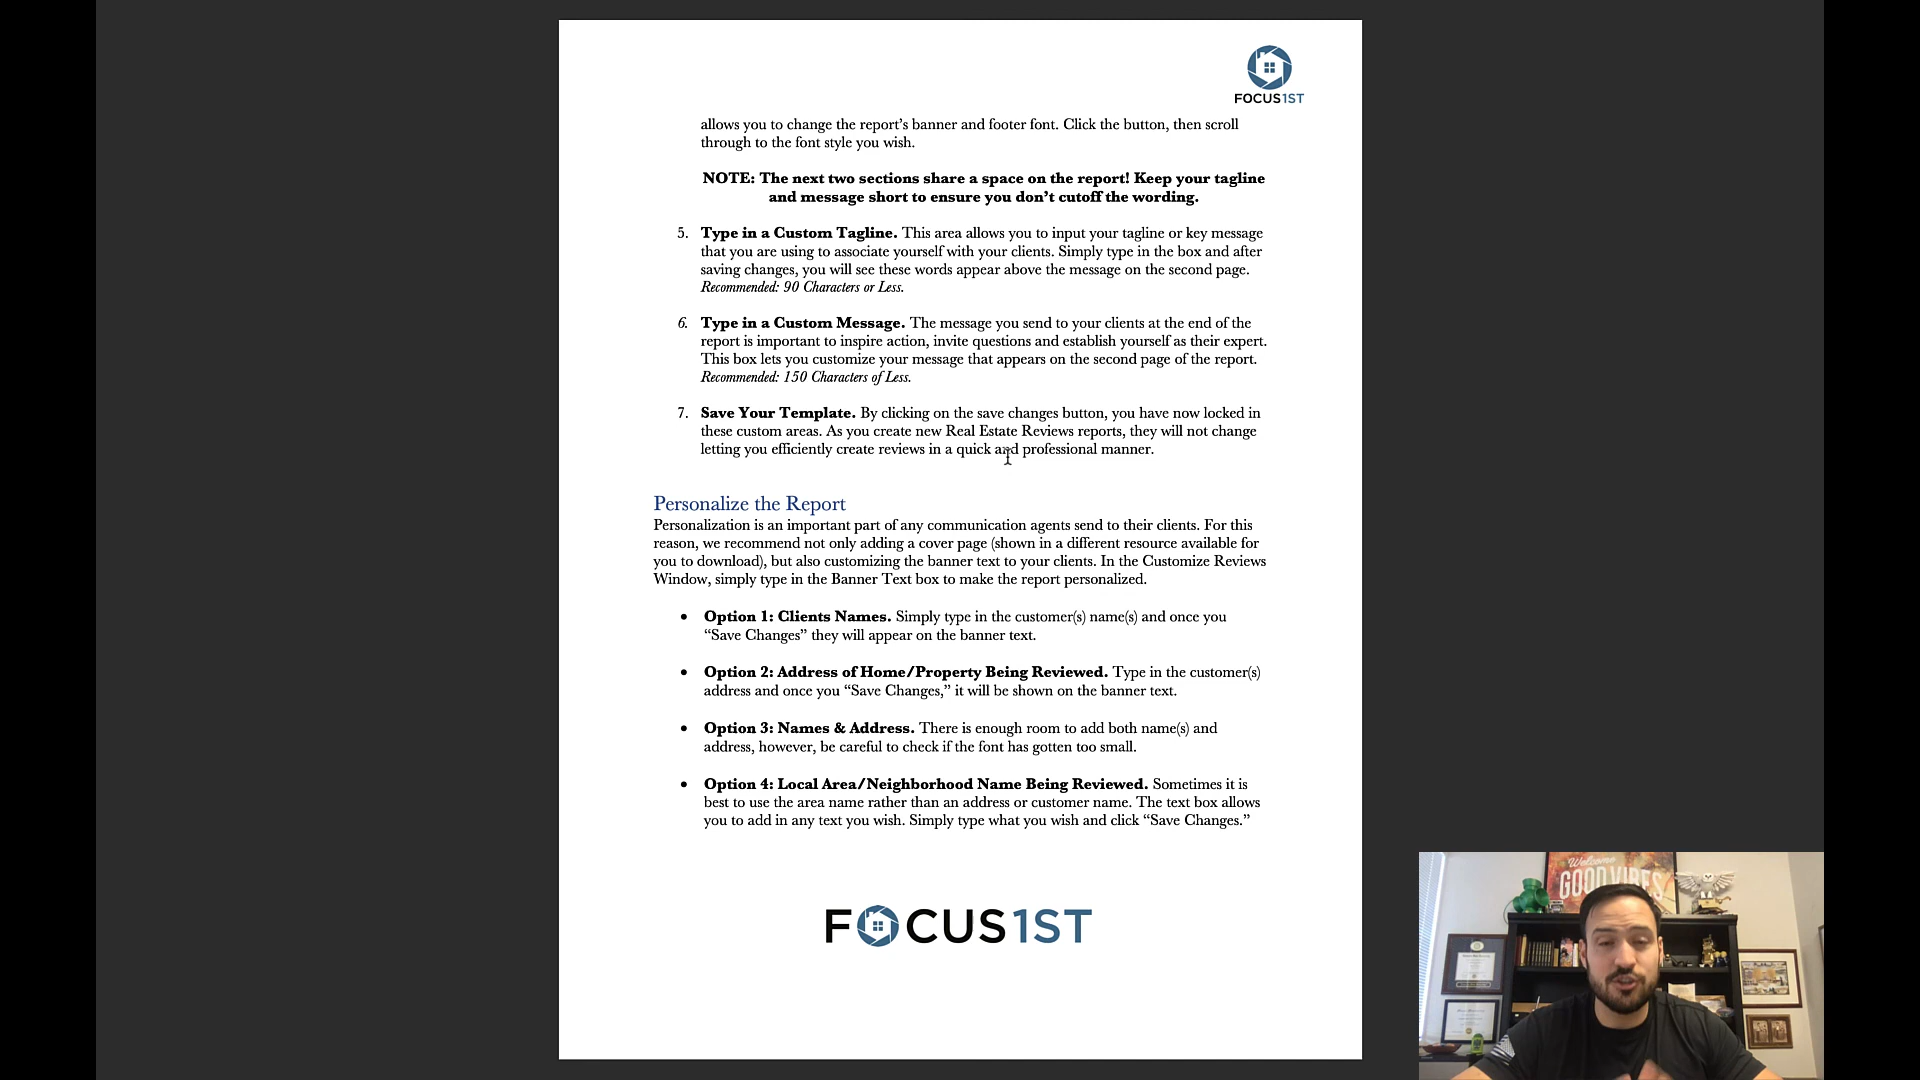 FOCUS1ST
allows you to change the report’s banner and footer font. Click the button, then scroll
through to the font style you wish.
NOTE: The next two sections share a space on the report! Keep your tagline
and message short to ensure you don’t cutoff the wording.
5. Type in a Custom Tagline. This area allows you to input your tagline or key message
that you are using to associate yourself with your clients. Simply type in the box and after
saving changes, you will see these words appear above the message on the second page.
Recommended: 90 Characters or Less.
6. Type in a Custom Message. The message you send to your clients at the end of the
report is important to inspire action, invite questions and establish yourself as their expert.
This box lets you customize your message that appears on the second page of the report.
Recommended: 150 Characters of Less.
7. Save Your Template. By clicking on the save changes button, you have now locked in
these custom areas. As you create new Real Estate Reviews reports, they will not change
letting you efficiently create reviews in a quick and professional manner.
Personalize the Report
Personalization is an important part of any communication agents send to their clients. For this
reason, we recommend not only adding a cover page (shown in a different resource available for
you to download), but also customizing the banner text to your clients. In the Customize Reviews
Window, simply type in the Banner Text box to make the report personalized.
• Option 1: Clients Names. Simply type in the customer(s) name(s) and once you
“Save Changes” they will appear on the banner text.
• Option 2: Address of Home/Property Being Reviewed. Type in the customer(s)
address and once you “Save Changes,” it will be shown on the banner text.
• Option 3: Names & Address. There is enough room to add both name(s) and
address, however, be careful to check if the font has gotten too small.
• Option 4: Local Area/Neighborhood Name Being Reviewed. Sometimes it is
best to use the area name rather than an address or customer name. The text box allows
you to add in any text you wish. Simply type what you wish and click “Save Changes.”
FOCUS1ST
Welcome
GOOD VIBES